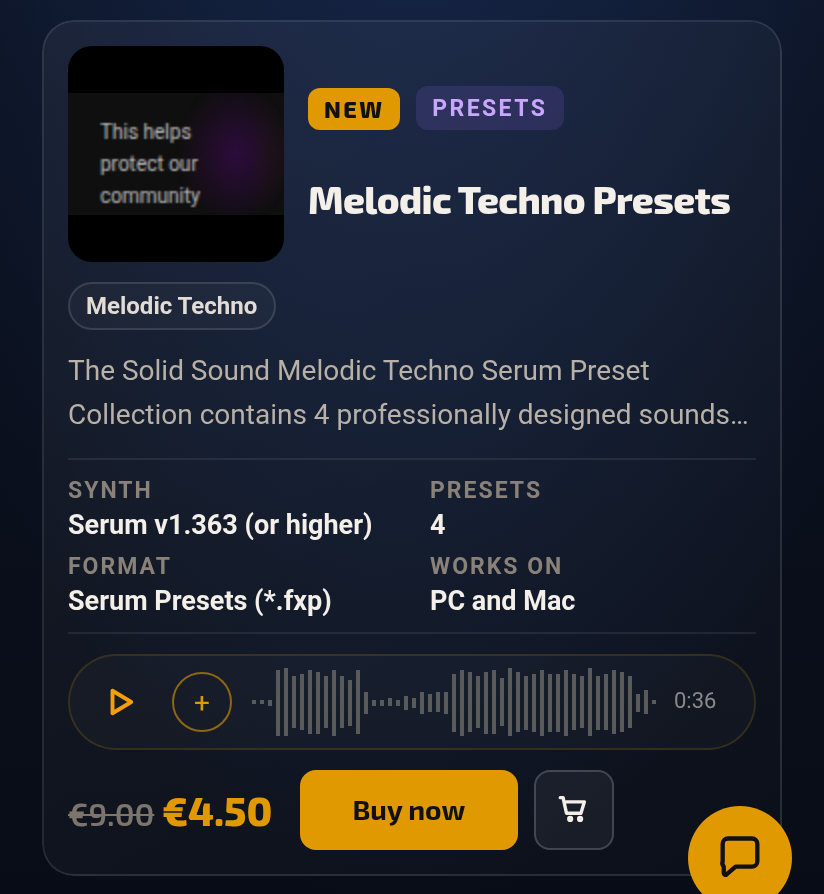 This helps
protect our
community
NEW
PRESETS
Melodic Techno Presets
Melodic Techno
The Solid Sound Melodic Techno Serum Preset
Collection contains 4 professionally designed sounds...
SYNTH
PRESETS
Serum v1.363 (or higher)
4
FORMAT
WORKS ON
Serum Presets (*.fxp)
PC and Mac
+
0:36
€9.00 €4.50
Buy now